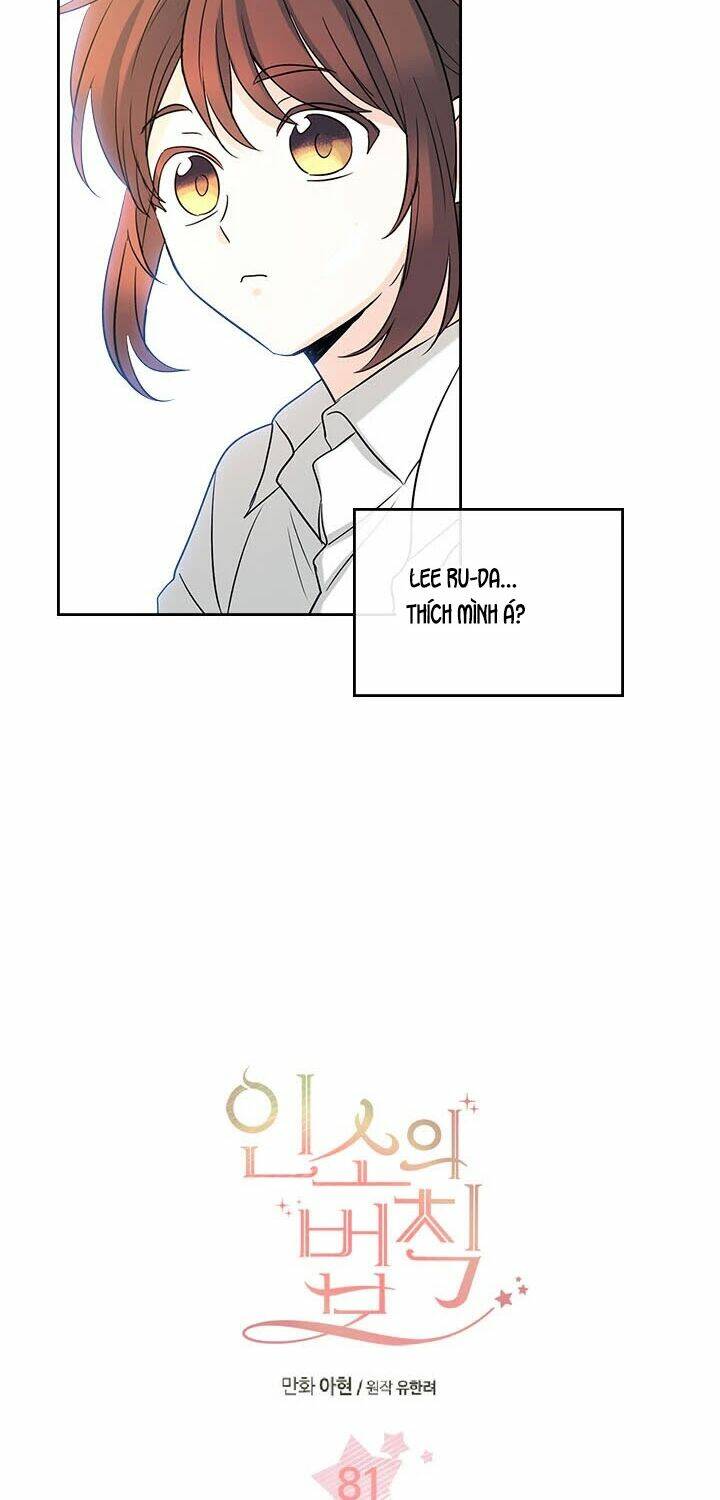 LEE RU-DA...
THÍCH MÌNH Á?
인소의
법칙
만화 아현 / 원작 유한려
81